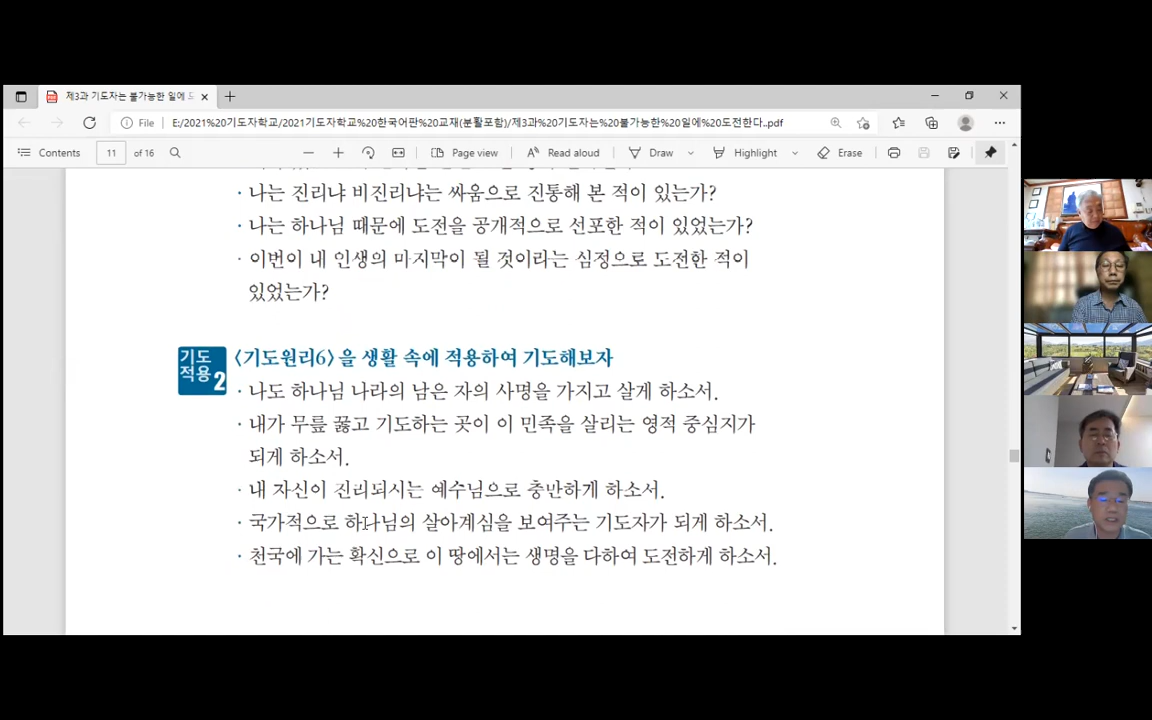 제3과 기도자는 불가능한 일에 도
File
E:/2021%20기도자학교/2021기도자학교%20한국어판%20교재(분활포함)/제3과%20기도자는%20불가능한%20일에%20도전한다..pdf
Contents 11 of 16 Page view Read aloud Draw Highlight Erase
· 나는 진리냐 비진리냐는 싸움으로 진통해 본 적이 있는가?
· 나는 하나님 때문에 도전을 공개적으로 선포한 적이 있었는가?
· 이번이 내 인생의 마지막이 될 것이라는 심정으로 도전한 적이
있었는가?
기도
적용2
〈기도원리6〉을 생활 속에 적용하여 기도해보자
· 나도 하나님 나라의 남은 자의 사명을 가지고 살게 하소서.
· 내가 무릎 꿇고 기도하는 곳이 이 민족을 살리는 영적 중심지가
되게 하소서.
· 내 자신이 진리되시는 예수님으로 충만하게 하소서.
· 국가적으로 하나님의 살아계심을 보여주는 기도자가 되게 하소서.
· 천국에 가는 확신으로 이 땅에서는 생명을 다하여 도전하게 하소서.